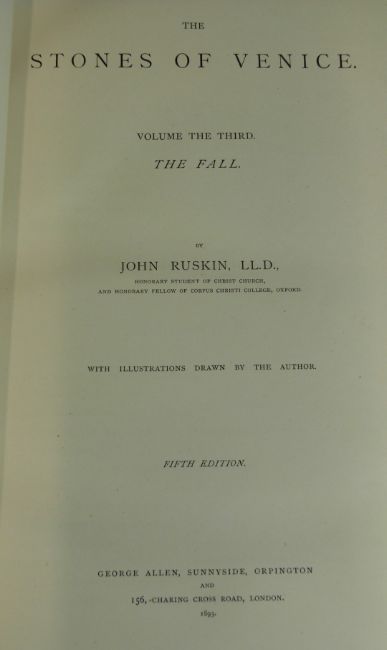 THE
STONES OF VENICE.
VOLUME THE THIRD.
THE FALL.
BY
JOHN RUSKIN, LL.D.,
HONORARY STUDENT OF CHRIST CHURCH,
AND HONORARY FELLOW OF CORPUS CHRISTI COLLEGE, OXFORD.
WITH ILLUSTRATIONS DRAWN BY THE AUTHOR.
FIFTH EDITION.
GEORGE ALLEN, SUNNYSIDE, ORPINGTON
AND
156, CHARING CROSS ROAD, LONDON.
1893.